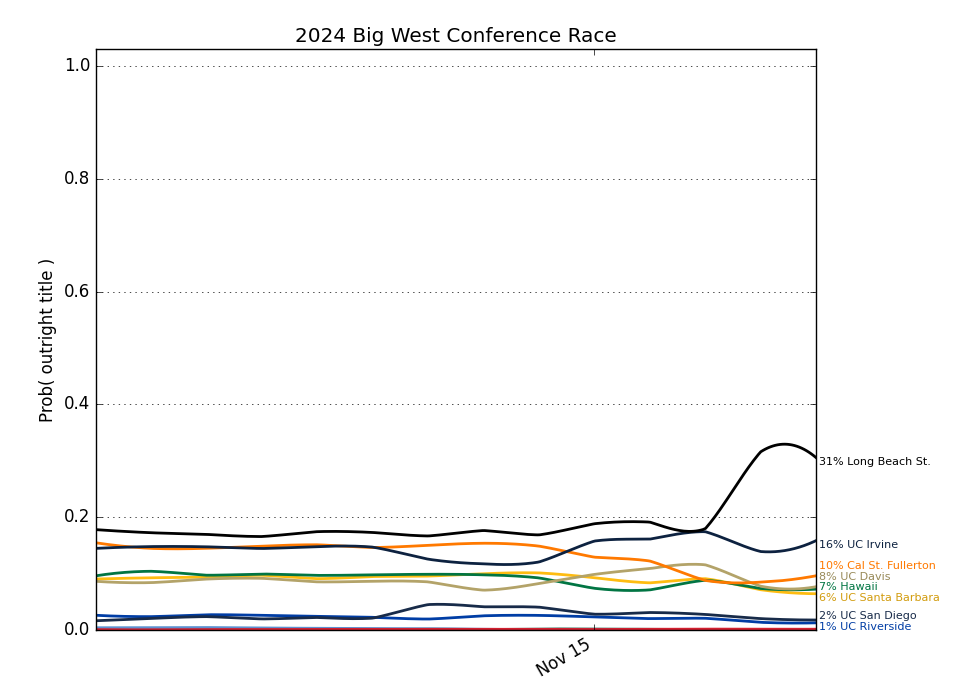 2024 Big West Conference Race
Prob( outright title )
1.0
0.8
0.6
0.4
0.2
0.0
Nov 15
31% Long Beach St.
16% UC Irvine
10% Cal St. Fullerton
8% UC Davis
7% Hawaii
6% UC Santa Barbara
2% UC San Diego
1% UC Riverside